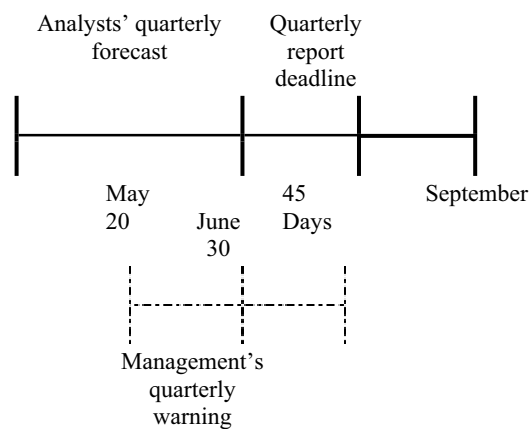 Analysts’ quarterly
forecast
Quarterly
report
deadline
May
20
June
30
45
Days
September
Management’s
quarterly
warning